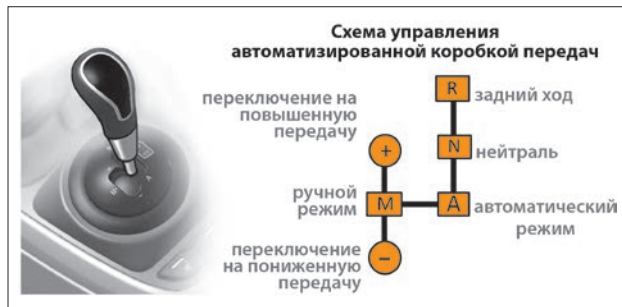 Схема управления
автоматизированной коробкой передач
переключение на
повышенную
передачу
R
задний ход
+
N
нейтраль
ручной
режим
M
A
автоматический
режим
переключение
на пониженную
передачу
−